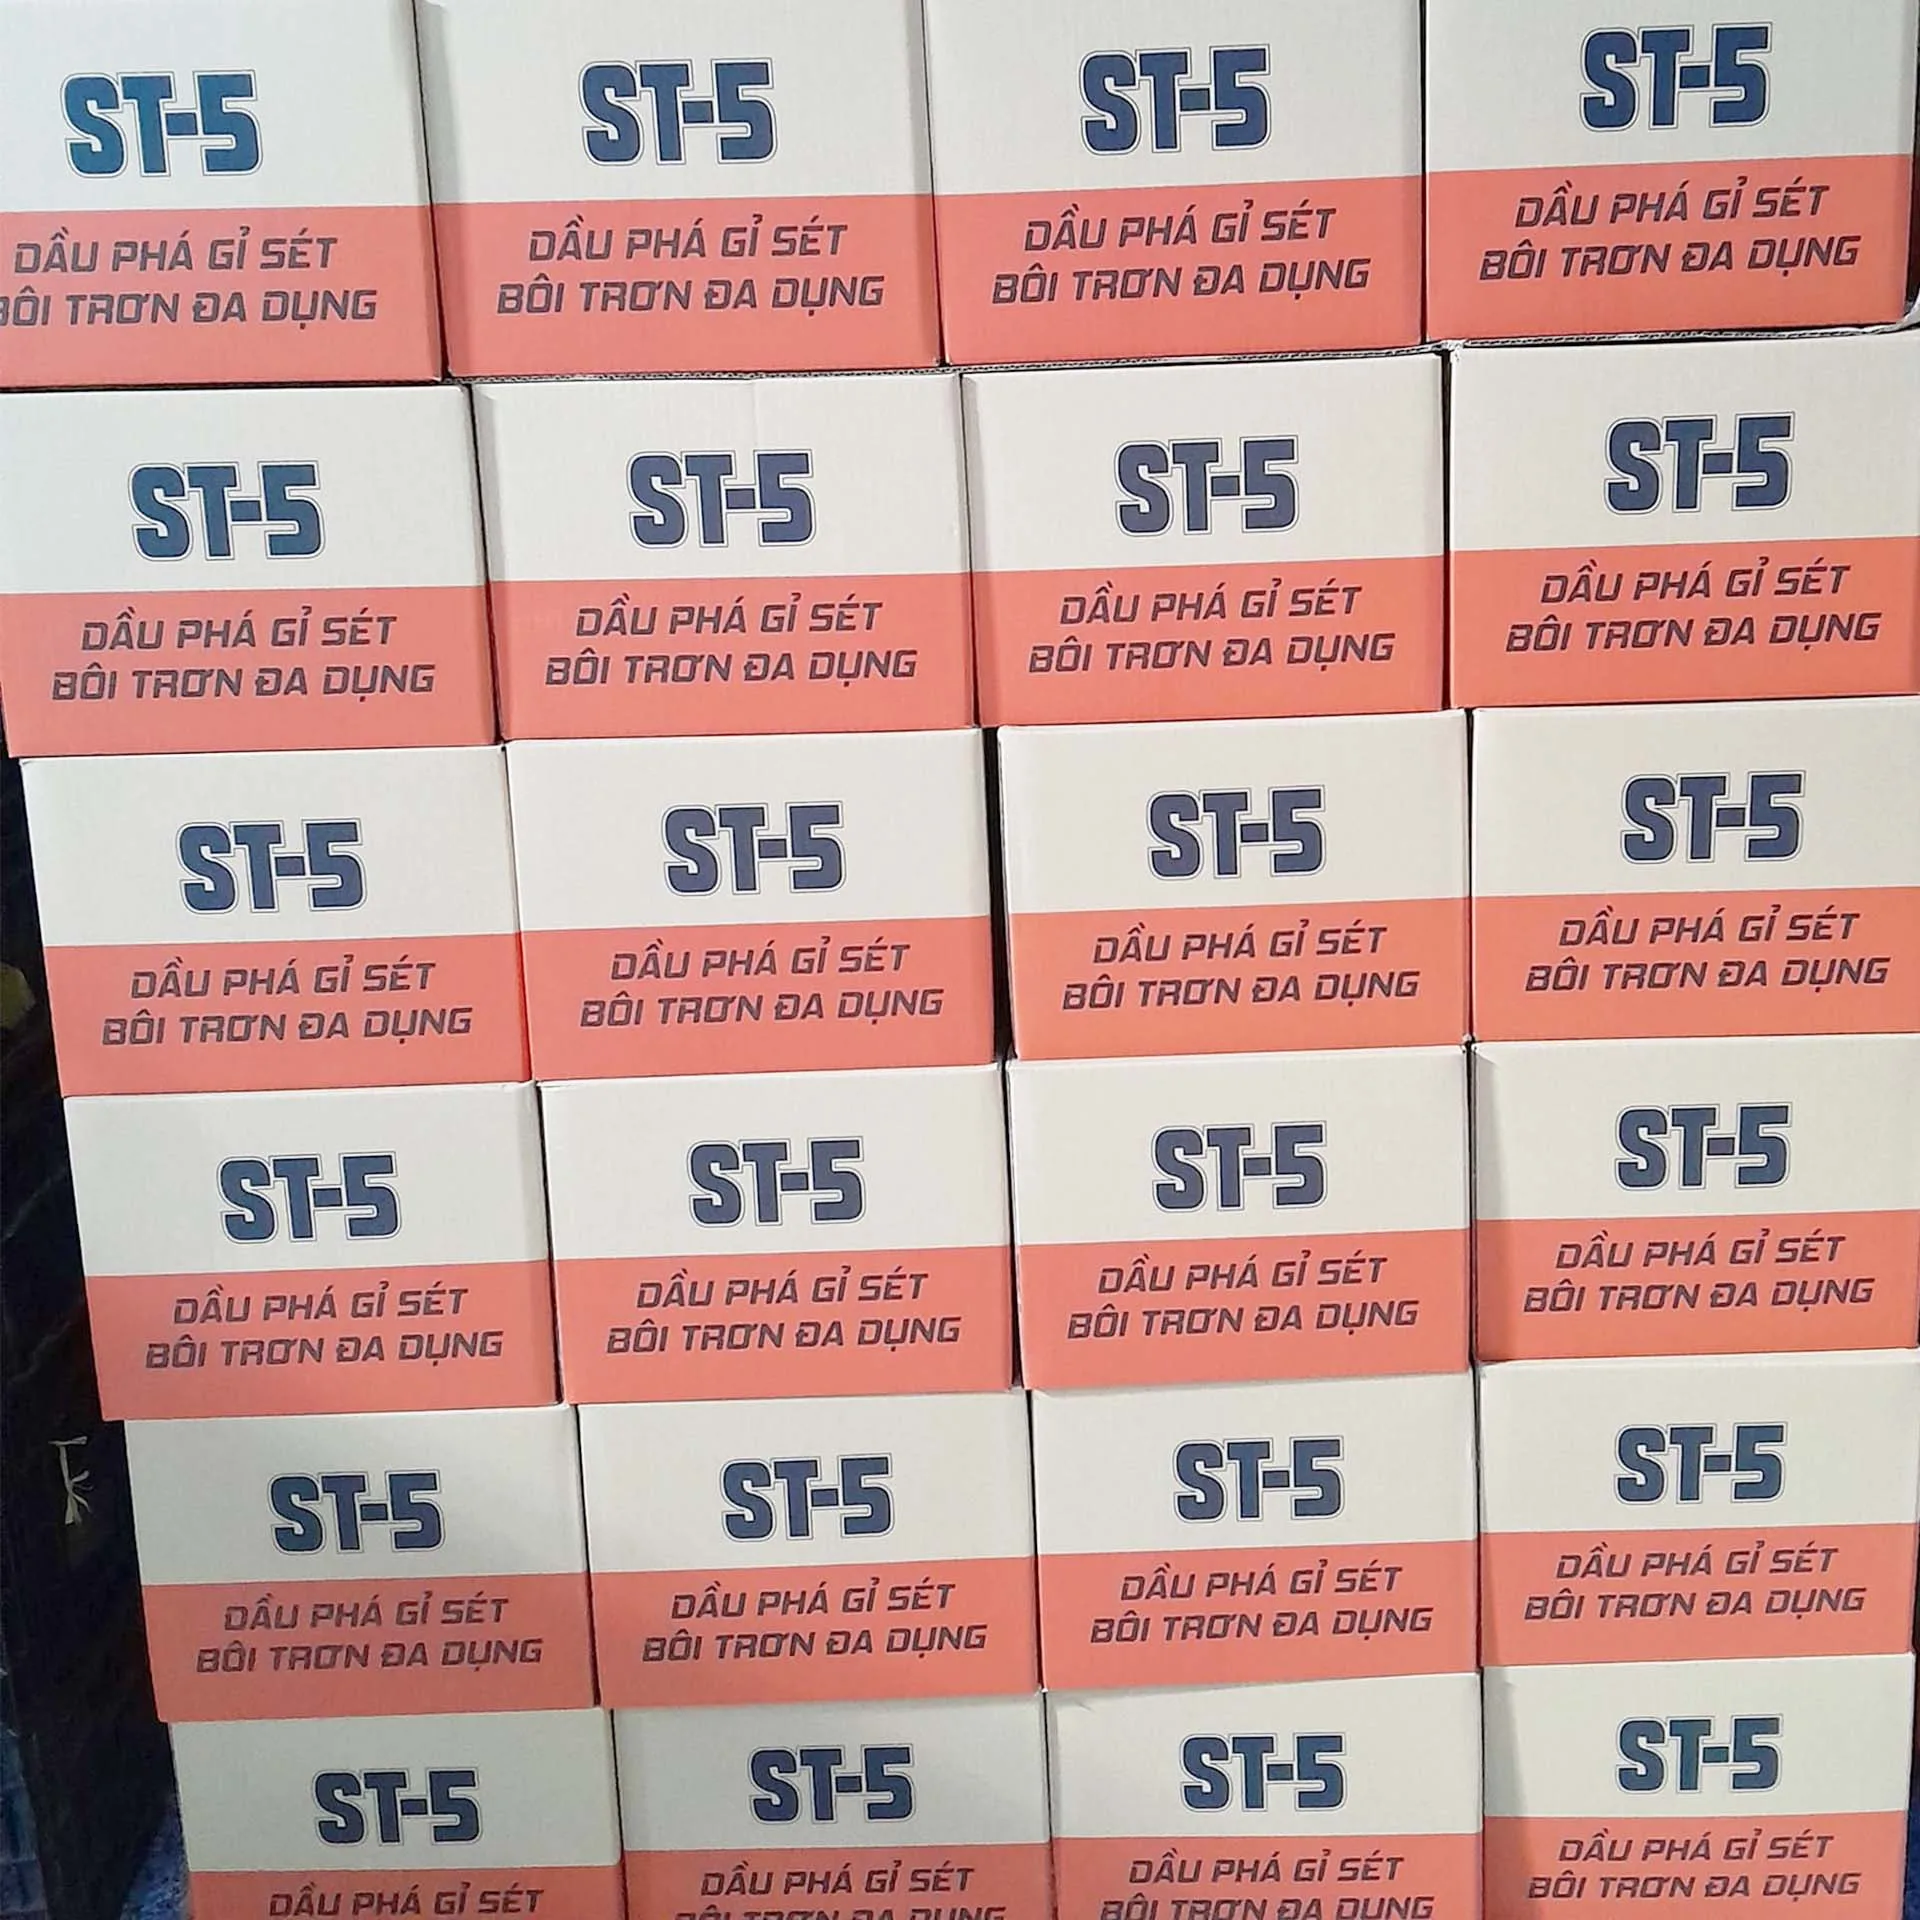 ST-5
ST-5
ST-5
ST-5
DẦU PHÁ GỈ SÉT
BÔI TRƠN ĐA DỤNG
DẦU PHÁ GỈ SÉT
BÔI TRƠN ĐA DỤNG
DẦU PHÁ GỈ SÉT
BÔI TRƠN ĐA DỤNG
DẦU PHÁ GỈ SÉT
BÔI TRƠN ĐA DỤNG
ST-5
ST-5
ST-5
ST-5
DẦU PHÁ GỈ SÉT
BÔI TRƠN ĐA DỤNG
DẦU PHÁ GỈ SÉT
BÔI TRƠN ĐA DỤNG
DẦU PHÁ GỈ SÉT
BÔI TRƠN ĐA DỤNG
DẦU PHÁ GỈ SÉT
BÔI TRƠN ĐA DỤNG
ST-5
ST-5
ST-5
ST-5
DẦU PHÁ GỈ SÉT
BÔI TRƠN ĐA DỤNG
DẦU PHÁ GỈ SÉT
BÔI TRƠN ĐA DỤNG
DẦU PHÁ GỈ SÉT
BÔI TRƠN ĐA DỤNG
DẦU PHÁ GỈ SÉT
BÔI TRƠN ĐA DỤNG
ST-5
ST-5
ST-5
ST-5
DẦU PHÁ GỈ SÉT
BÔI TRƠN ĐA DỤNG
DẦU PHÁ GỈ SÉT
BÔI TRƠN ĐA DỤNG
DẦU PHÁ GỈ SÉT
BÔI TRƠN ĐA DỤNG
DẦU PHÁ GỈ SÉT
BÔI TRƠN ĐA DỤNG
ST-5
ST-5
ST-5
ST-5
DẦU PHÁ GỈ SÉT
BÔI TRƠN ĐA DỤNG
DẦU PHÁ GỈ SÉT
BÔI TRƠN ĐA DỤNG
DẦU PHÁ GỈ SÉT
BÔI TRƠN ĐA DỤNG
DẦU PHÁ GỈ SÉT
BÔI TRƠN ĐA DỤNG
ST-5
ST-5
ST-5
ST-5
DẦU PHÁ GỈ SÉT
DẦU PHÁ GỈ SÉT
BÔI TRƠN ĐA DỤNG
DẦU PHÁ GỈ SÉT
BÔI TRƠN ĐA DỤNG
DẦU PHÁ GỈ SÉT
BÔI TRƠN ĐA DỤNG